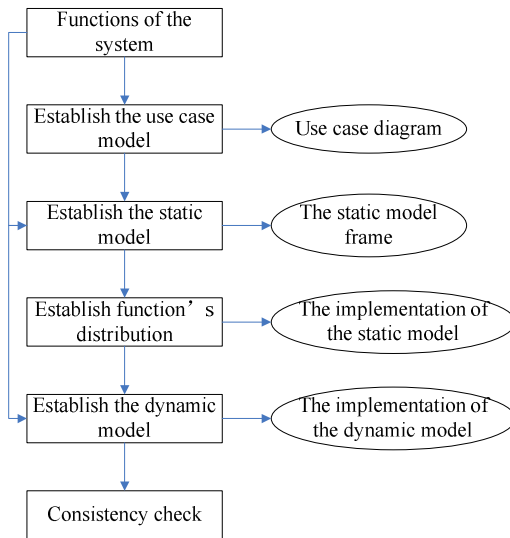 Functions of the
system
Establish the use case
model
Use case diagram
Establish the static
model
The static model
frame
Establish function’s
distribution
The implementation of
the static model
Establish the dynamic
model
The implementation of
the dynamic model
Consistency check